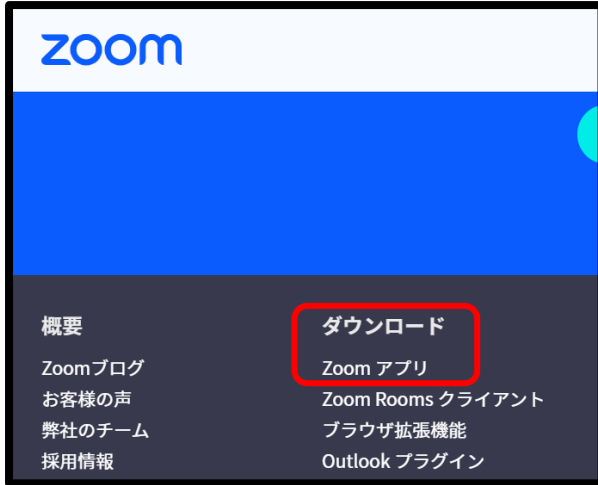 zoom
概要
Zoomブログ
お客様の声
弊社のチーム
採用情報
ダウンロード
Zoom アプリ
Zoom Rooms クライアント
ブラウザ拡張機能
Outlook プラグイン